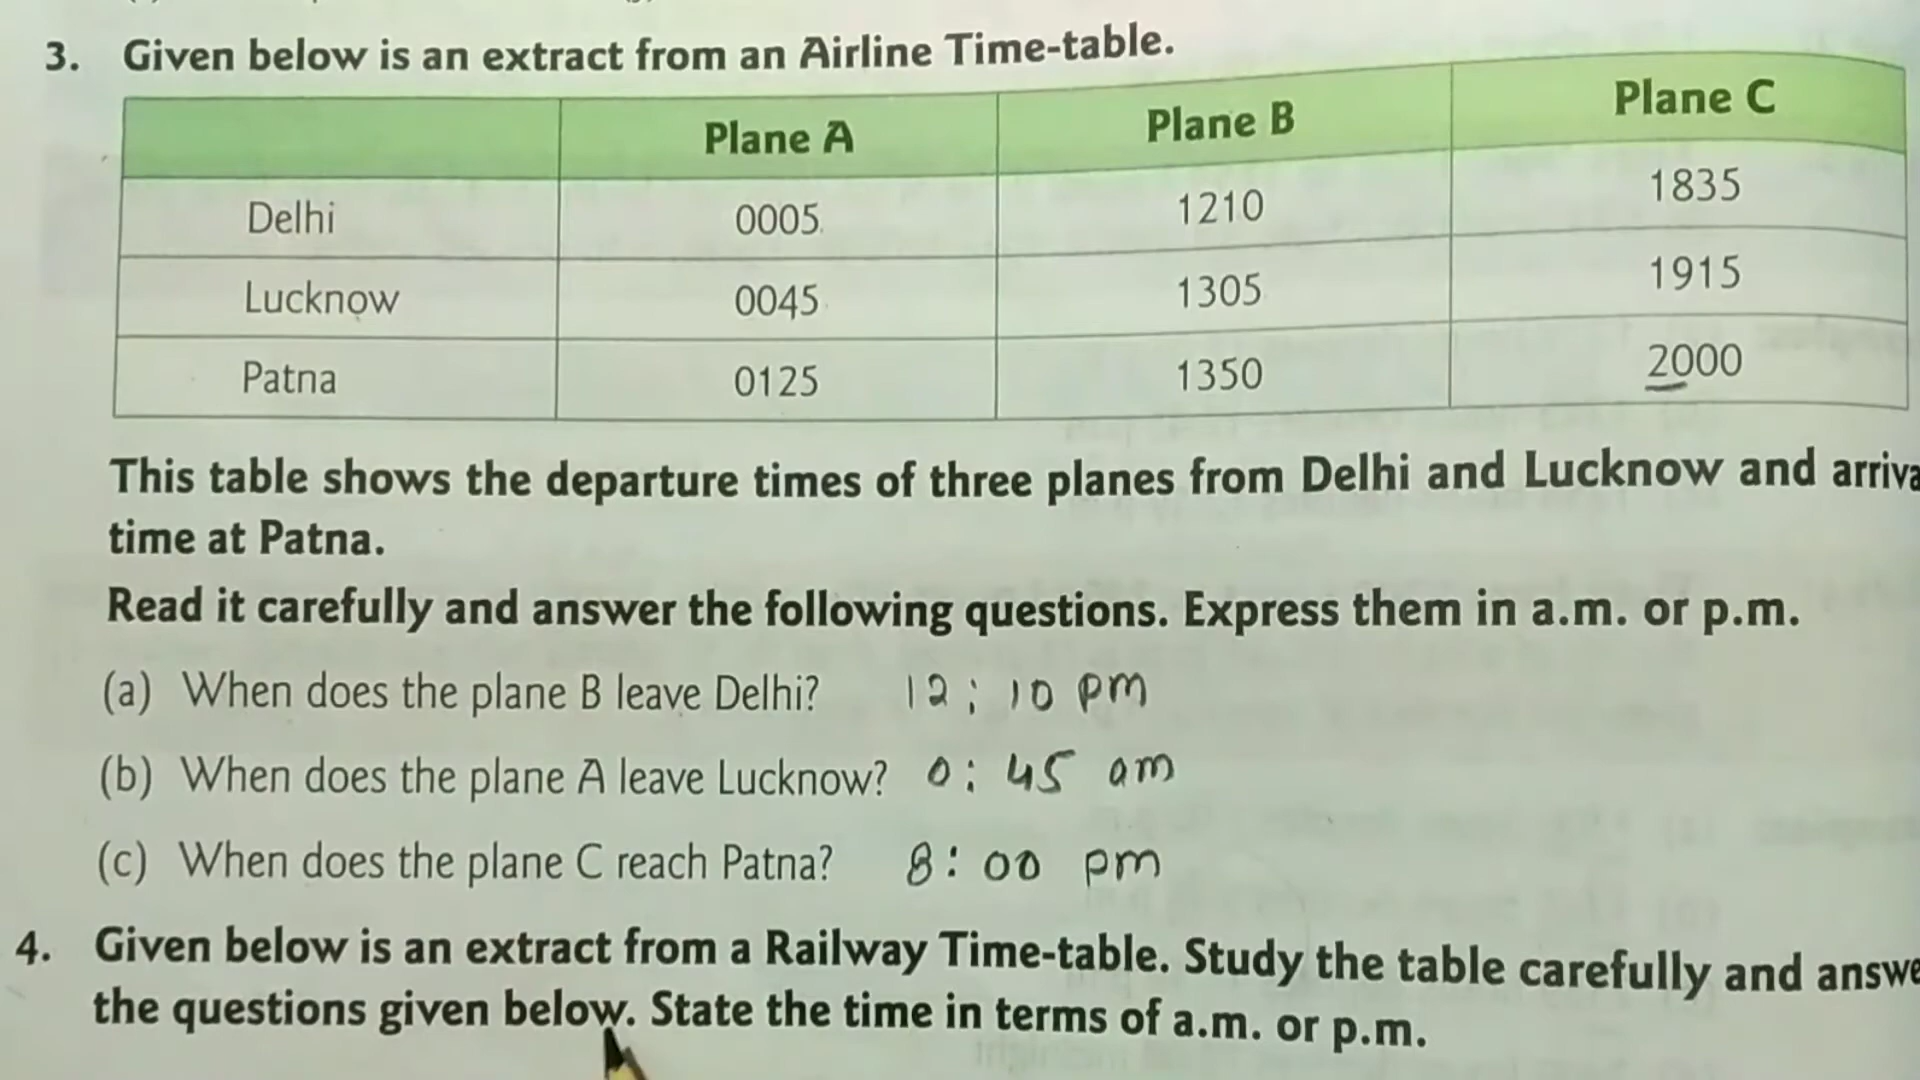 3. Given below is an extract from an Airline Time-table.
Plane A Plane B Plane C
Delhi 0005 1210 1835
Lucknow 0045 1305 1915
Patna 0125 1350 2000
This table shows the departure times of three planes from Delhi and Lucknow and arriva
time at Patna.
Read it carefully and answer the following questions. Express them in a.m. or p.m.
(a) When does the plane B leave Delhi? 12:10 pm
(b) When does the plane A leave Lucknow? 0:45 am
(c) When does the plane C reach Patna? 8:00 pm
4. Given below is an extract from a Railway Time-table. Study the table carefully and answe
the questions given below. State the time in terms of a.m. or p.m.